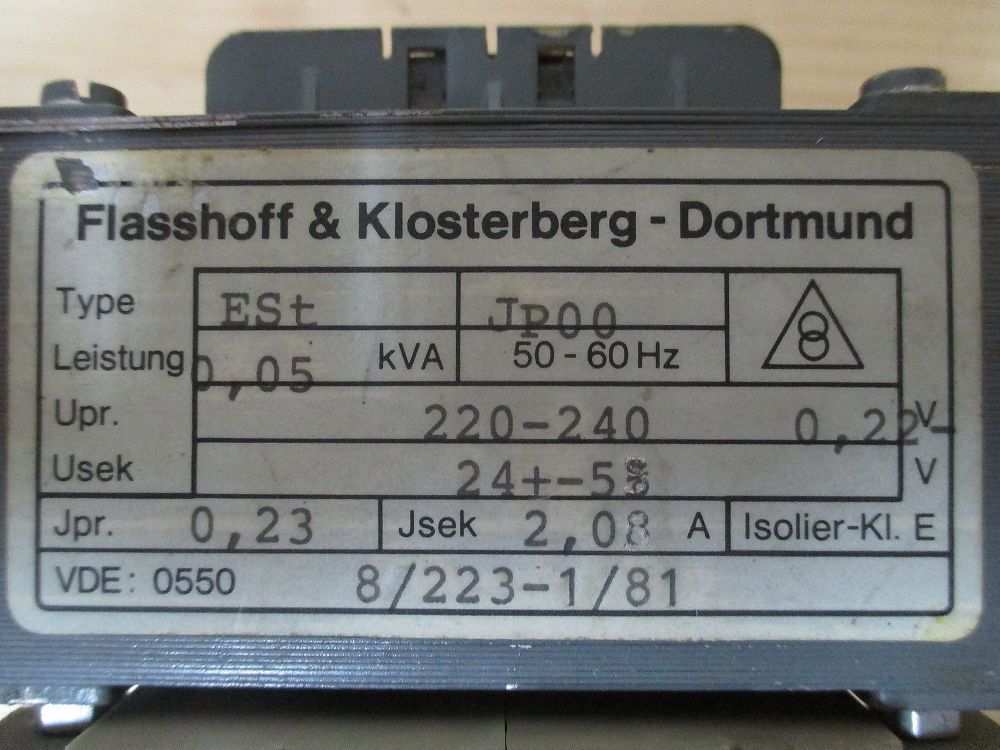 Flasshoff & Klosterberg - Dortmund
Type ESt JP00
Leistung 0,05 kVA 50 - 60 Hz
Upr. 220-240 0,22- V
Usek 24+-5% V
Jpr. 0,23 Jsek 2,08 A Isolier-Kl. E
VDE: 0550 8/223-1/81